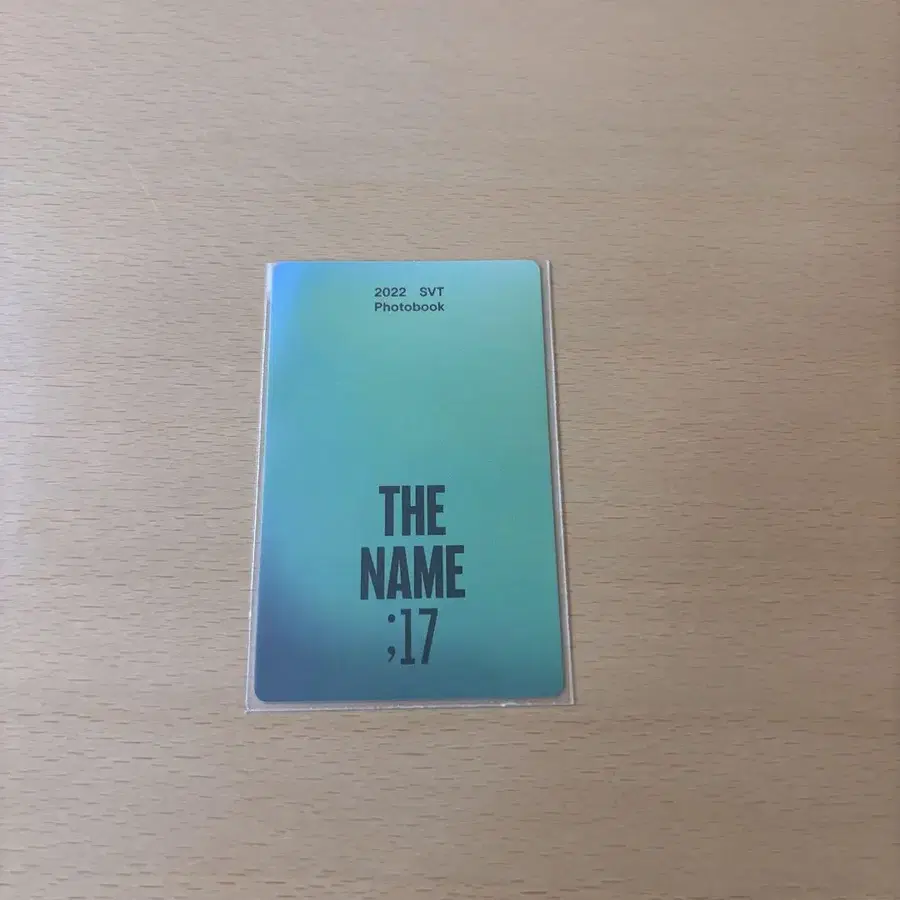 2022 SVT
Photobook
THE
NAME
;17